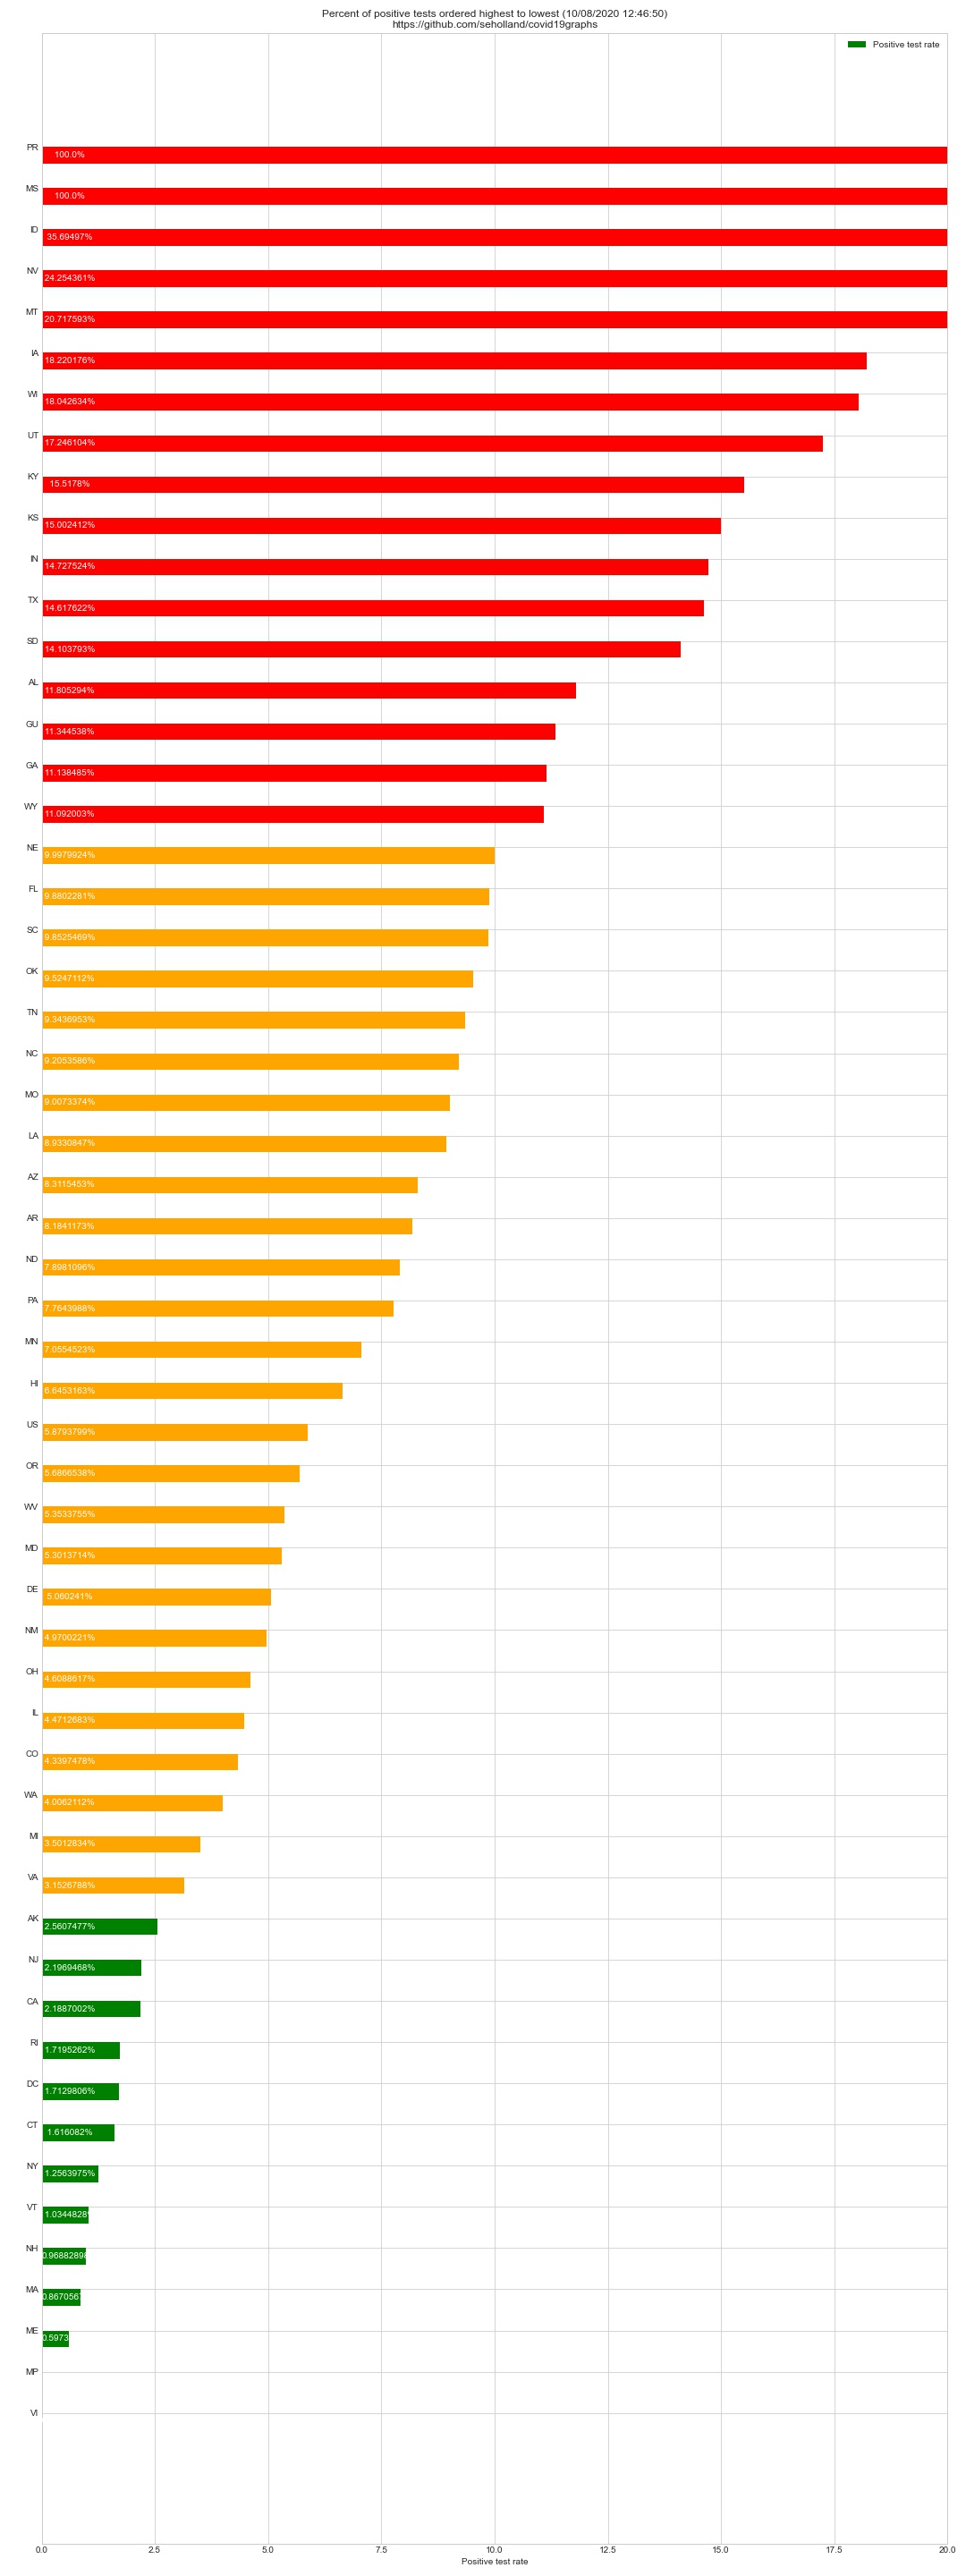 Percent of positive tests ordered highest to lowest (10/08/2020 12:46:50)
https://github.com/seholland/covid19graphs
Positive test rate
PR 100.0%
MS 100.0%
ID 35.69497%
NV 24.254361%
MT 20.717593%
IA 18.220176%
WI 18.042634%
UT 17.246104%
KY 15.5178%
KS 15.002412%
IN 14.727524%
TX 14.617622%
SD 14.103793%
AL 11.805294%
GU 11.344538%
GA 11.138485%
WY 11.092003%
NE 9.9979924%
FL 9.8802281%
SC 9.8525469%
OK 9.5247112%
TN 9.3436953%
NC 9.2053586%
MO 9.0073374%
LA 8.9330847%
AZ 8.3115453%
AR 8.1841173%
ND 7.8981096%
PA 7.7643988%
MN 7.0554523%
HI 6.6453163%
US 5.8793799%
OR 5.6866538%
WV 5.3533755%
MD 5.3013714%
DE 5.060241%
NM 4.9700221%
OH 4.6088617%
IL 4.4712683%
CO 4.3397478%
WA 4.0062112%
MI 3.5012834%
VA 3.1526788%
AK 2.5607477%
NJ 2.1969468%
CA 2.1887002%
RI 1.7195262%
DC 1.7129806%
CT 1.616082%
NY 1.2563975%
VT 1.0344828%
NH 0.9688289
MA 0.867056
ME 0.5973
MP
VI
0.0 2.5 5.0 7.5 10.0 12.5 15.0 17.5 20.0
Positive test rate